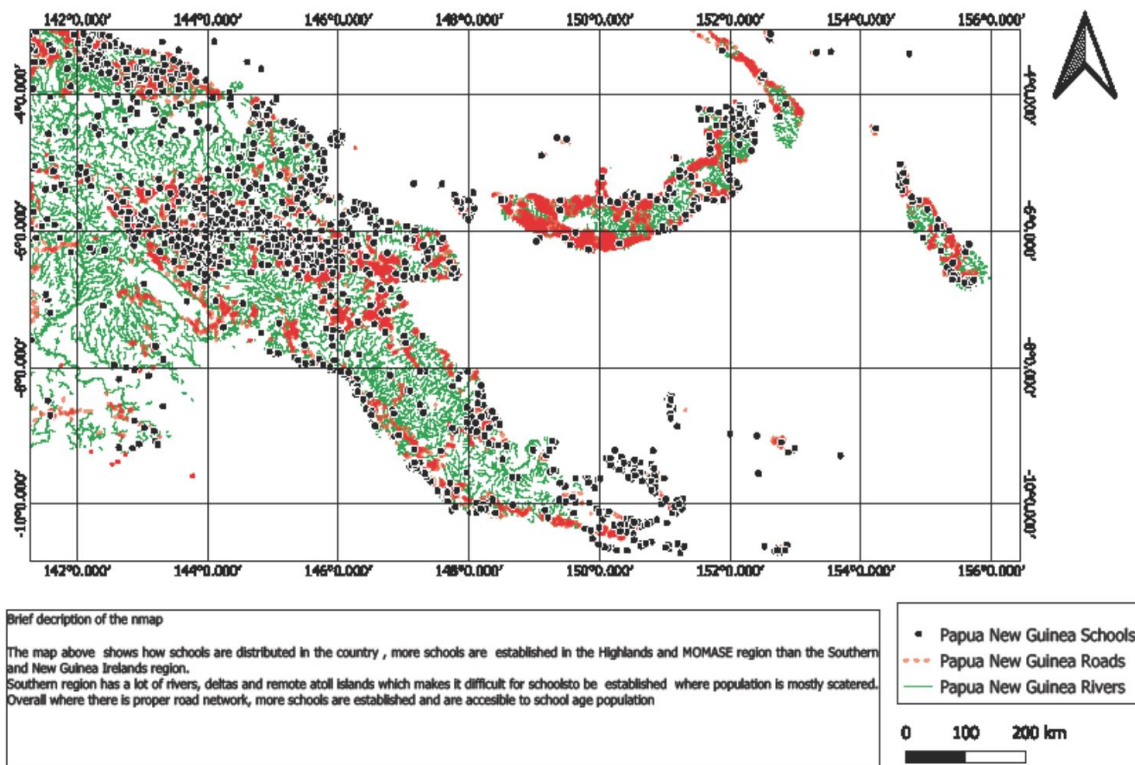 142°0.000' 144°0.000' 146°0.000' 148°0.000' 150°0.000' 152°0.000' 154°0.000' 156°0.000'
-4°0.000' -4°0.000'
-6°0.000' -6°0.000'
-8°0.000' -8°0.000'
-10°0.000' -10°0.000'
142°0.000' 144°0.000' 146°0.000' 148°0.000' 150°0.000' 152°0.000' 154°0.000' 156°0.000'
Brief decription of the nmap
The map above shows how schools are distributed in the country , more schools are established in the Highlands and MOMASE region than the Southern
and New Guinea Irelands region.
Southern region has a lot of rivers, deltas and remote atoll islands which makes it difficult for schoolsto be established where population is mostly scatered.
Overall where there is proper road network, more schools are established and are accesible to school age population
Papua New Guinea Schools
Papua New Guinea Roads
Papua New Guinea Rivers
0 100 200 km